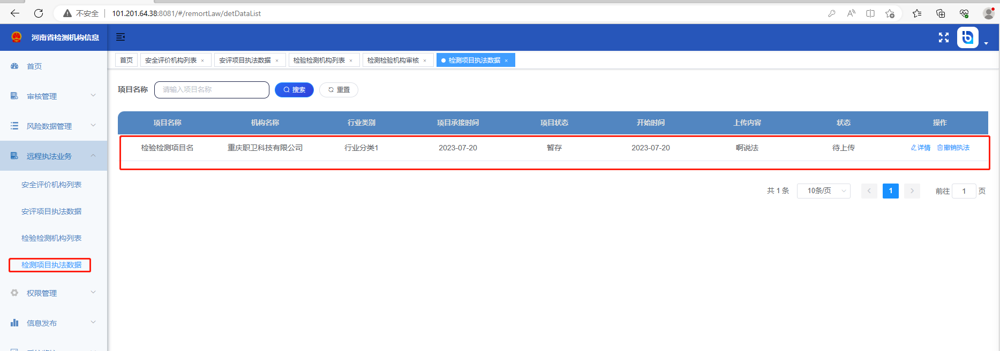 不安全 101.201.64.38:8081/#/remortLaw/detDataList
河南省检测机构信息
首页 安全评价机构列表 × 安评项目执法数据 × 检验检测机构列表 × 检测检验机构审核 × 检测项目执法数据 ×
首页
审核管理
风险数据管理
远程执法业务
安全评价机构列表
安评项目执法数据
检验检测机构列表
检测项目执法数据
权限管理
信息发布
项目名称 请输入项目名称 搜索 重置
项目名称 机构名称 行业类别 项目承接时间 项目状态 开始时间 上传内容 状态 操作
检验检测项目名 重庆职卫科技有限公司 行业分类1 2023-07-20 暂存 2023-07-20 啊说法 待上传 详情 撤销执法
共 1 条 10条/页 1 前往 1 页